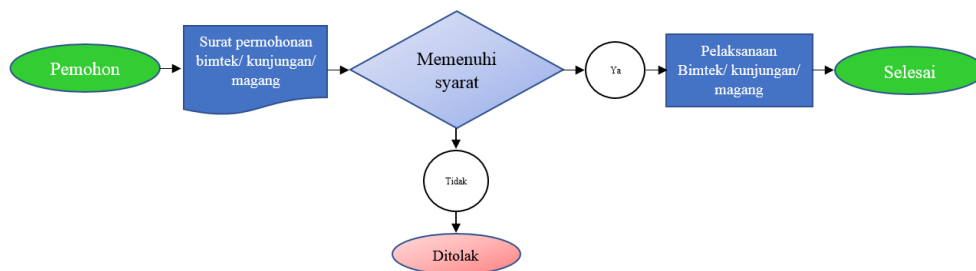 Pemohon
Surat permohonan
bimtek/ kunjungan/
magang
Memenuhi
syarat
Ya
Pelaksanaan
Bimtek/ kunjungan/
magang
Selesai
Tidak
Ditolak